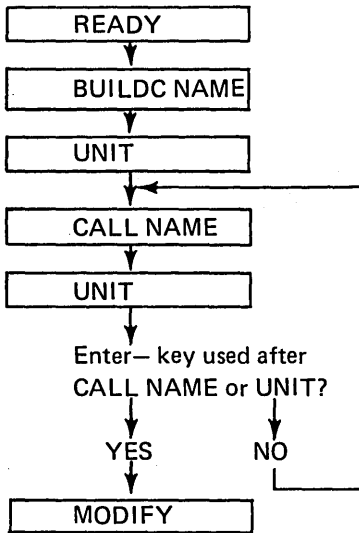 READY
BUILDC NAME
UNIT
CALL NAME
UNIT
Enter– key used after
CALL NAME or UNIT?
YES NO
MODIFY